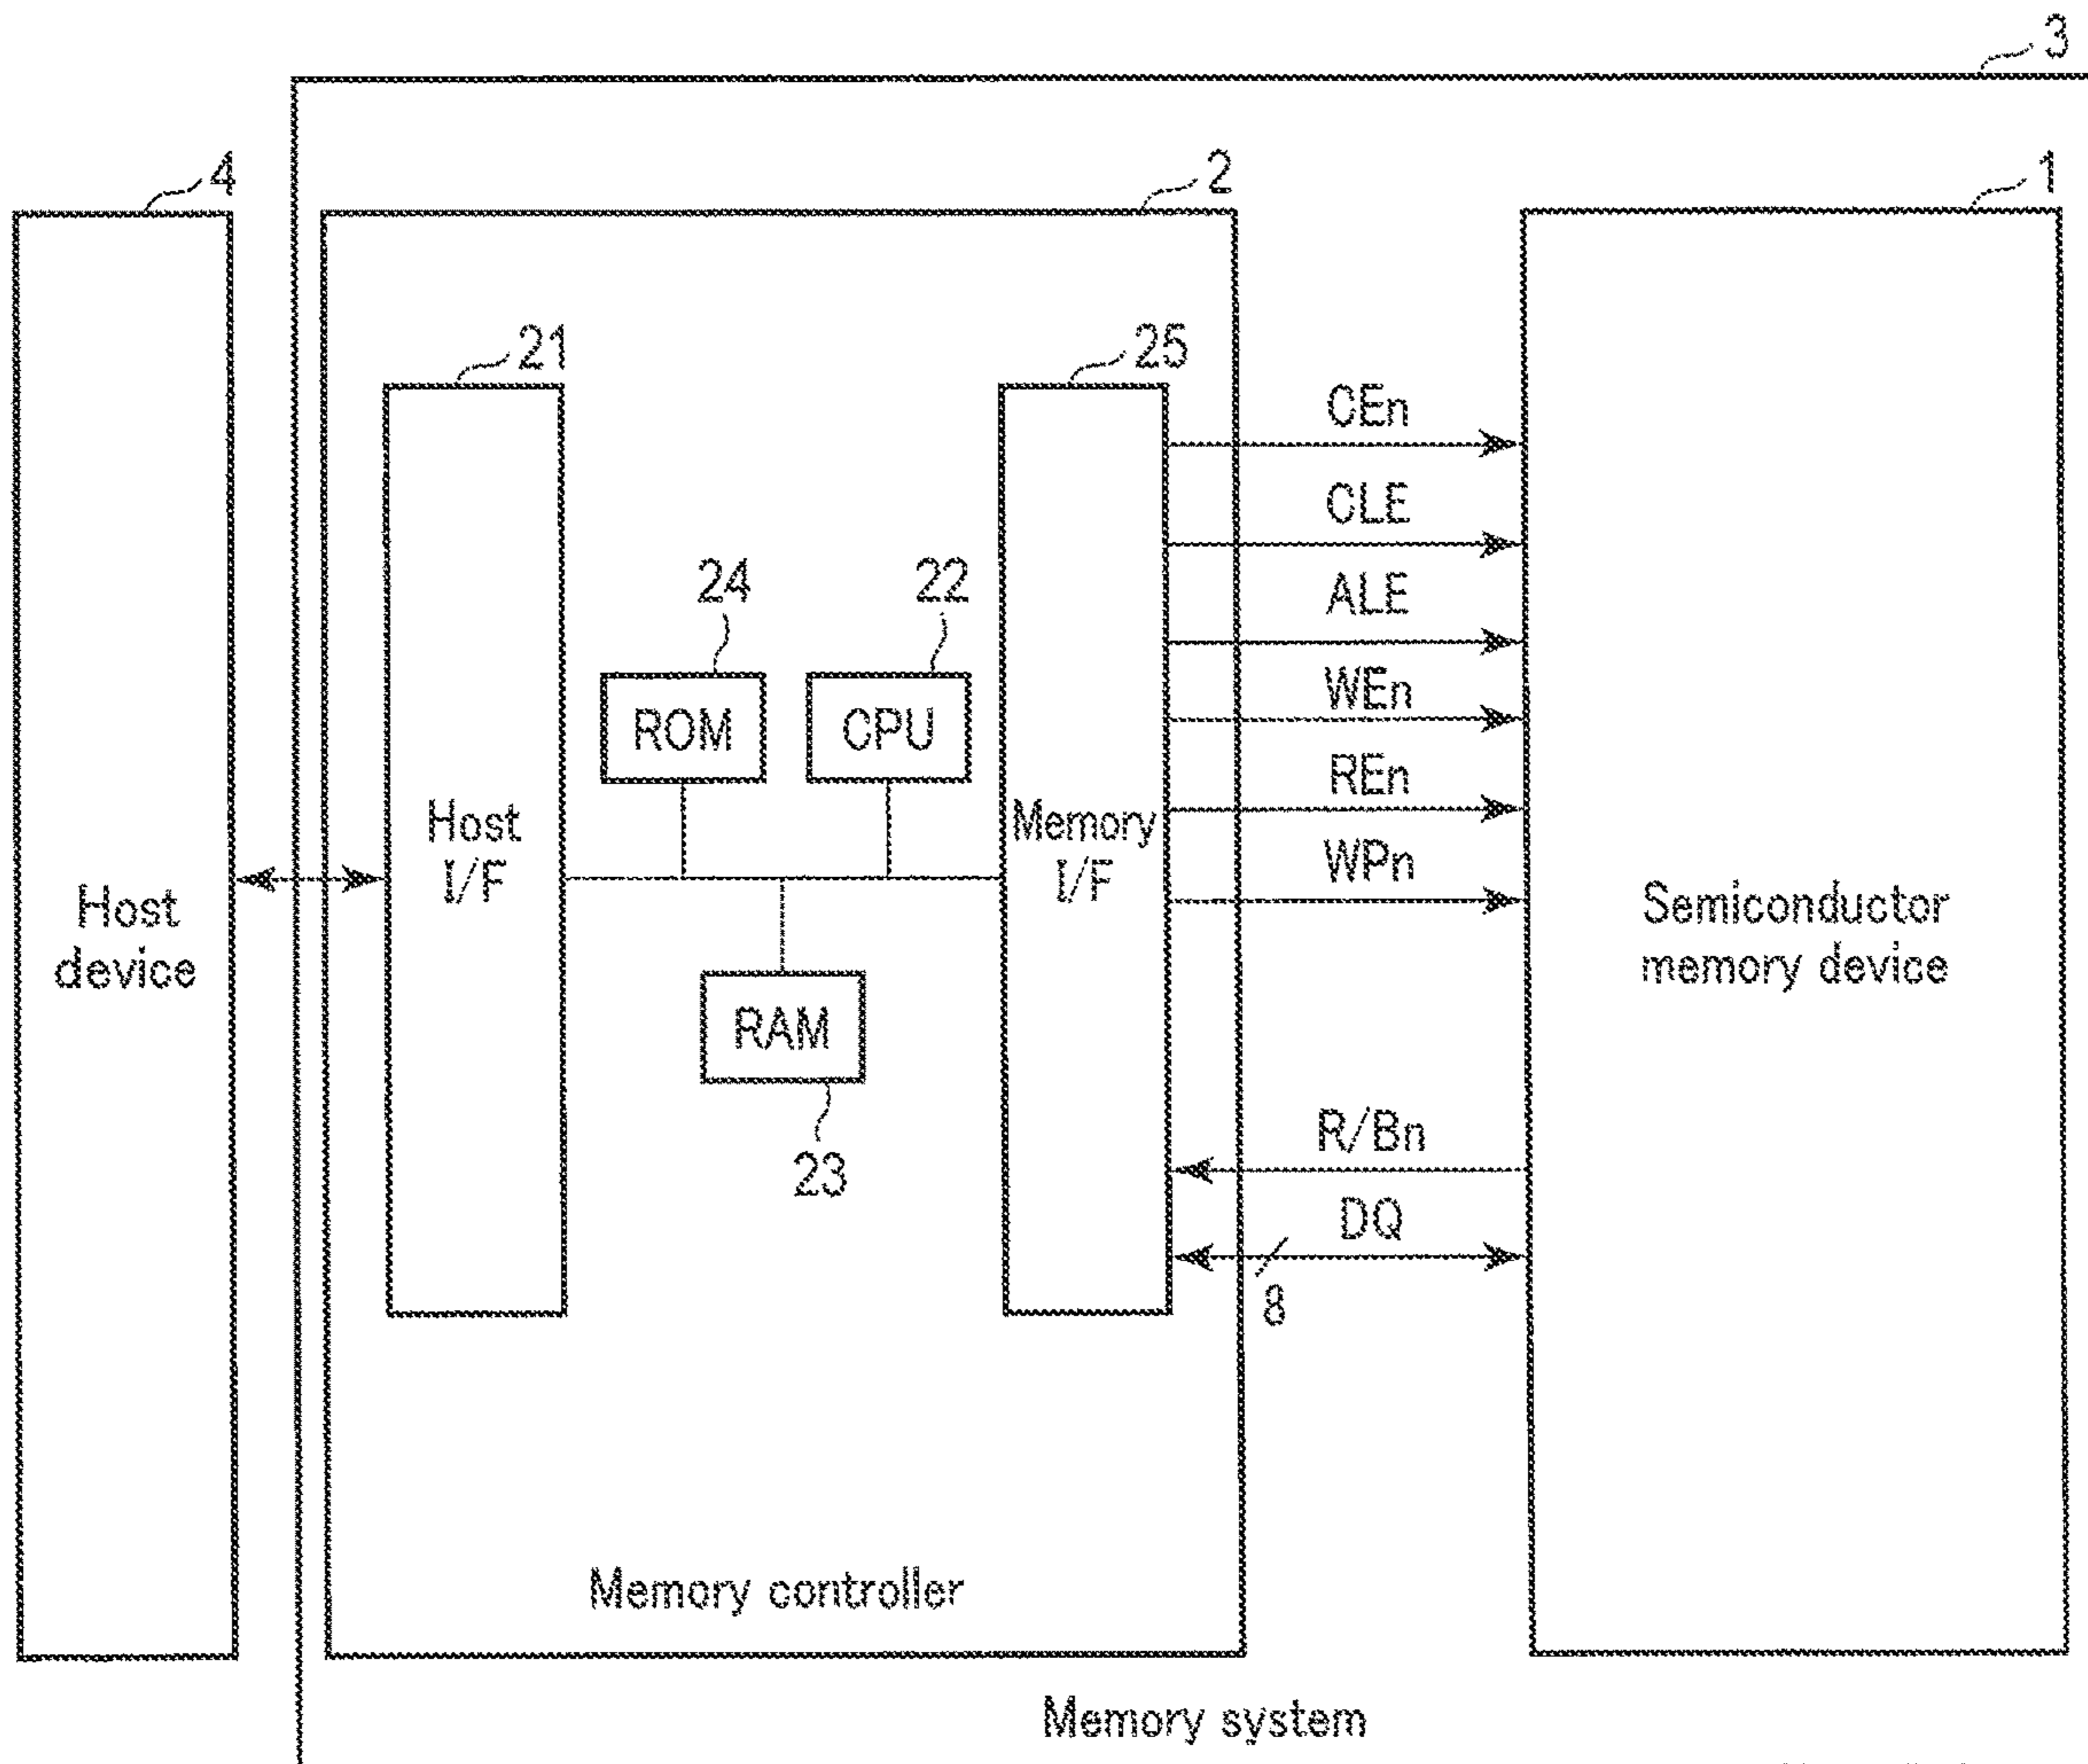 3
4
2
1
21
25
CEn
CLE
24
22
ALE
ROM
CPU
WEn
REn
Host
I/F
Memory
I/F
WPn
Host
device
Semiconductor
memory device
RAM
23
R/Bn
DQ
8
Memory controller
Memory system